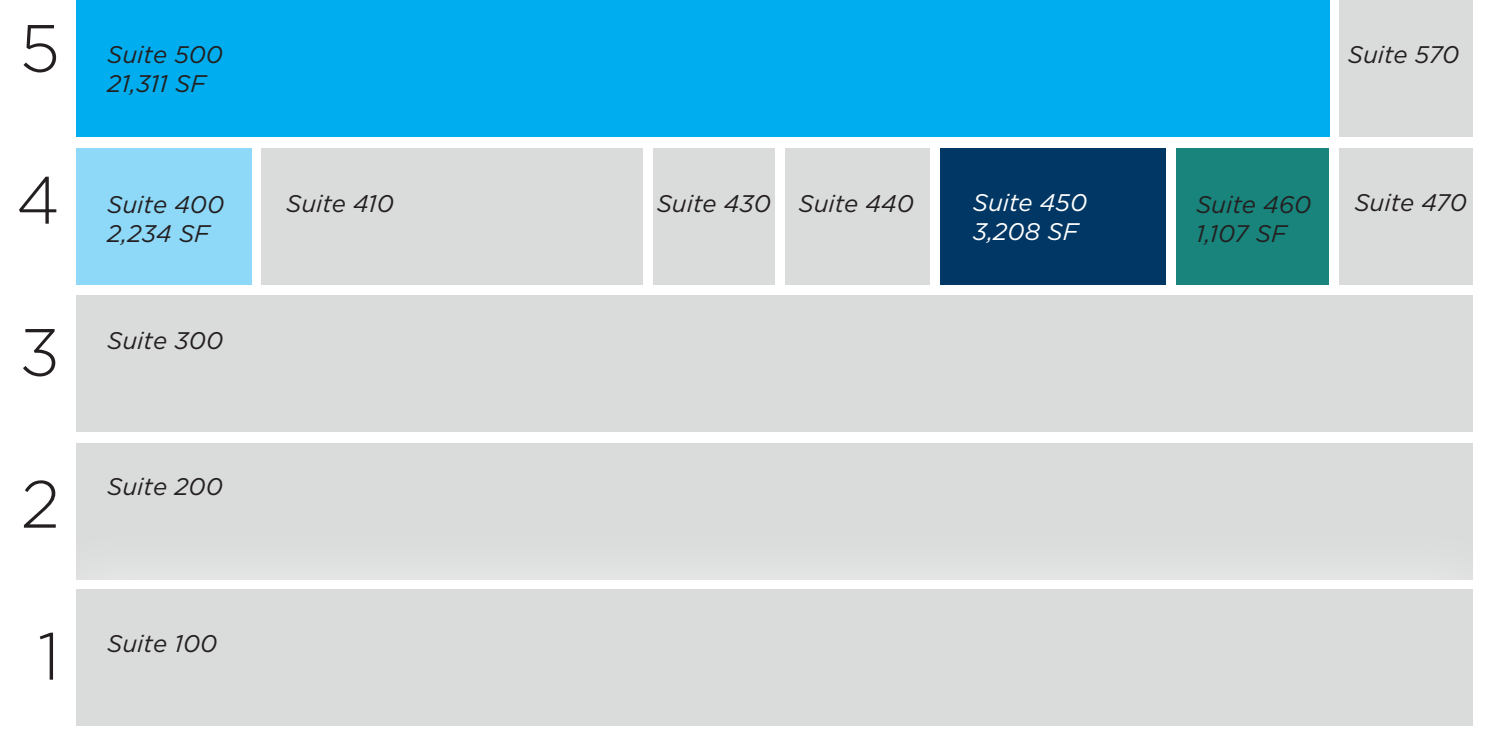 5
Suite 500
21,311 SF
Suite 570
4
Suite 400
2,234 SF
Suite 410
Suite 430
Suite 440
Suite 450
3,208 SF
Suite 460
1,107 SF
Suite 470
3
Suite 300
2
Suite 200
1
Suite 100